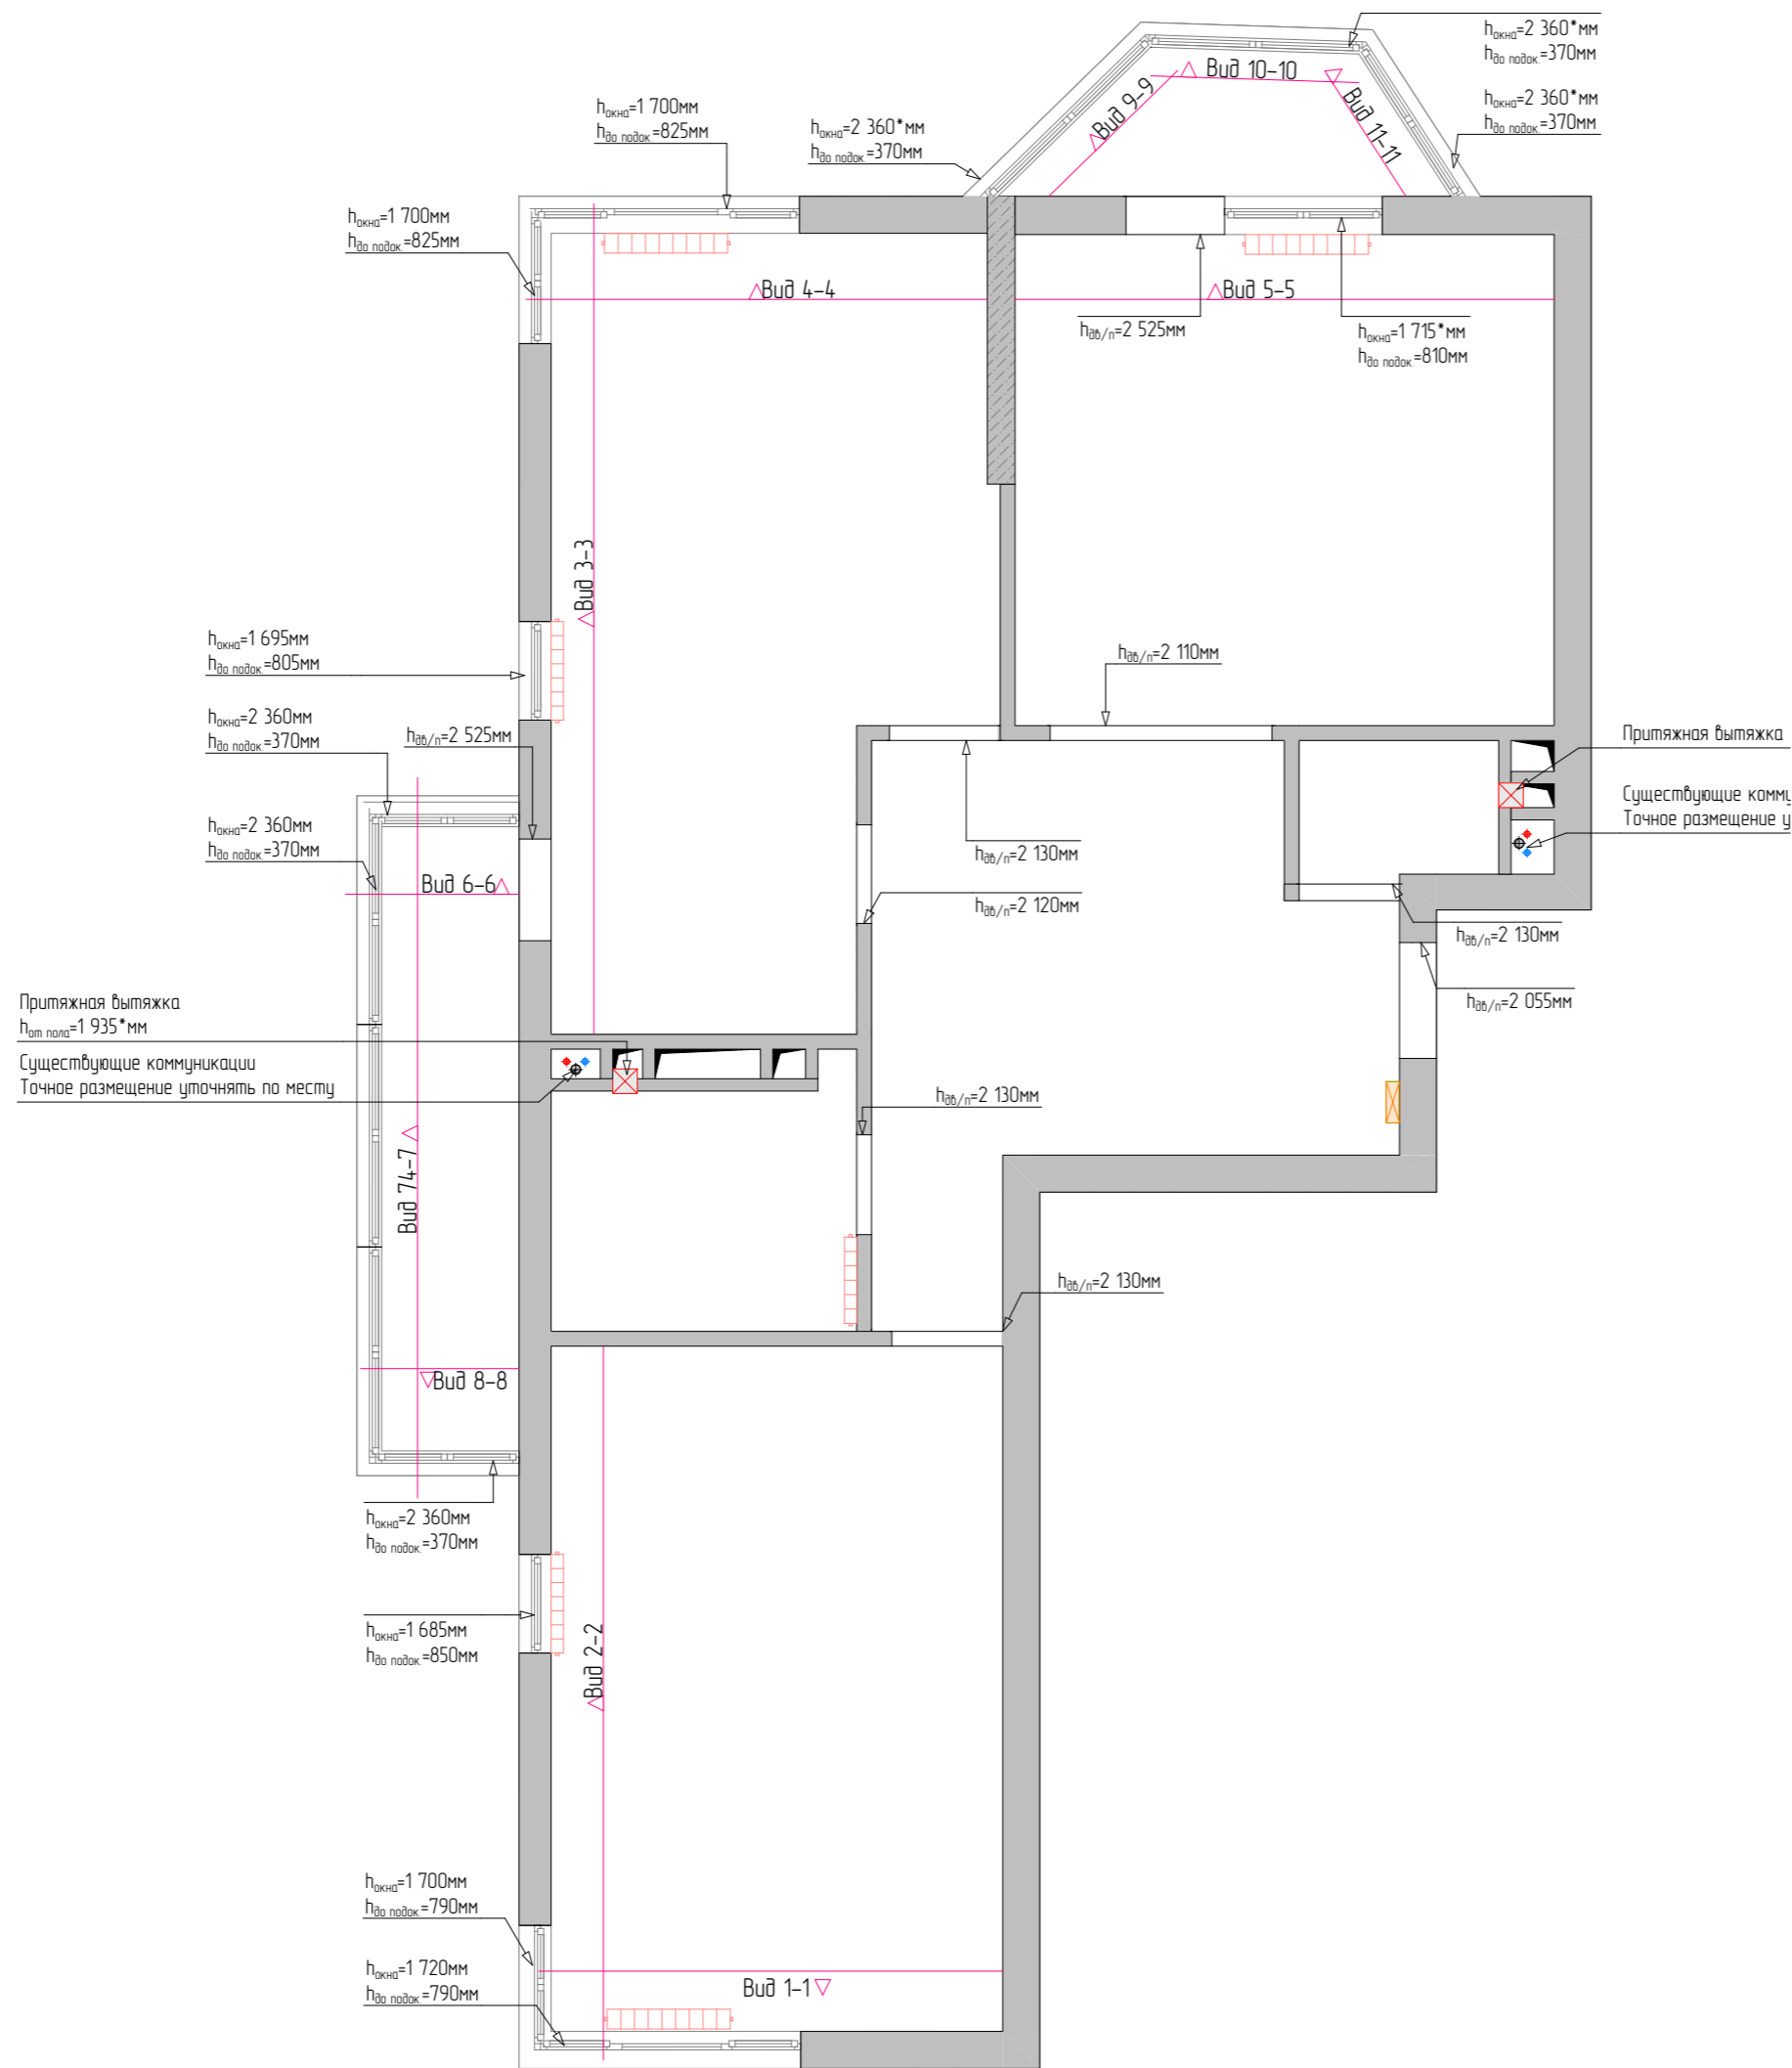 hокна=2 360*мм
hдо подок.=370мм
Вид 10-10
hокна=2 360*мм
hдо подок.=370мм
Вид 9-9
Вид 11-11
hокна=1 700мм
hдо подок.=825мм
hокна=2 360*мм
hдо подок.=370мм
hокна=1 700мм
hдо подок.=825мм
Вид 4-4
Вид 5-5
hдв/п=2 525мм
hокна=1 715*мм
hдо подок.=810мм
Вид 3-3
hокна=1 695мм
hдо подок.=805мм
hдв/п=2 110мм
hокна=2 360мм
hдо подок.=370мм
hдв/п=2 525мм
Притяжная вытяжка
Существующие комму
Точное размещение у
hокна=2 360мм
hдо подок.=370мм
hдв/п=2 130мм
Вид 6-6
hдв/п=2 120мм
hдв/п=2 130мм
hдв/п=2 055мм
Притяжная вытяжка
hот пола=1 935*мм
Существующие коммуникации
Точное размещение уточнять по месту
hдв/п=2 130мм
Вид 74-7
hдв/п=2 130мм
Вид 8-8
hокна=2 360мм
hдо подок.=370мм
hокна=1 685мм
hдо подок.=850мм
Вид 2-2
hокна=1 700мм
hдо подок.=790мм
hокна=1 720мм
hдо подок.=790мм
Вид 1-1